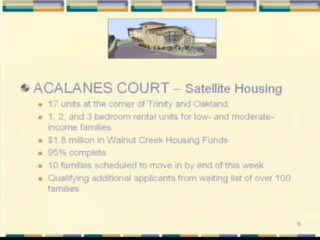 ACALANES COURT – Satellite Housing
17 units at the corner of Trinity and Oakland
1, 2, and 3 bedroom rental units for low- and moderate-
income families
$1.8 million in Walnut Creek Housing Funds
95% complete
10 families scheduled to move in by end of this week
Qualifying additional applicants from waiting list of over 100
families